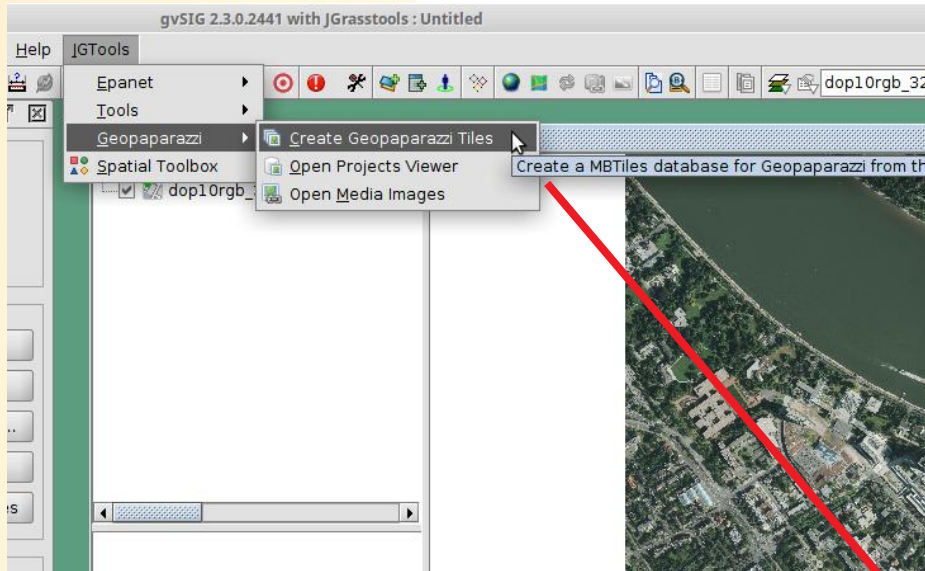 gvSIG 2.3.0.2441 with JGrasstools : Untitled
Help JGTools
dop10rgb_32
Epanet
Tools
Geopaparazzi
Spatial Toolbox
Create Geopaparazzi Tiles
Open Projects Viewer
Open Media Images
Create a MBTiles database for Geopaparazzi from th
dop10rgb_
..
s